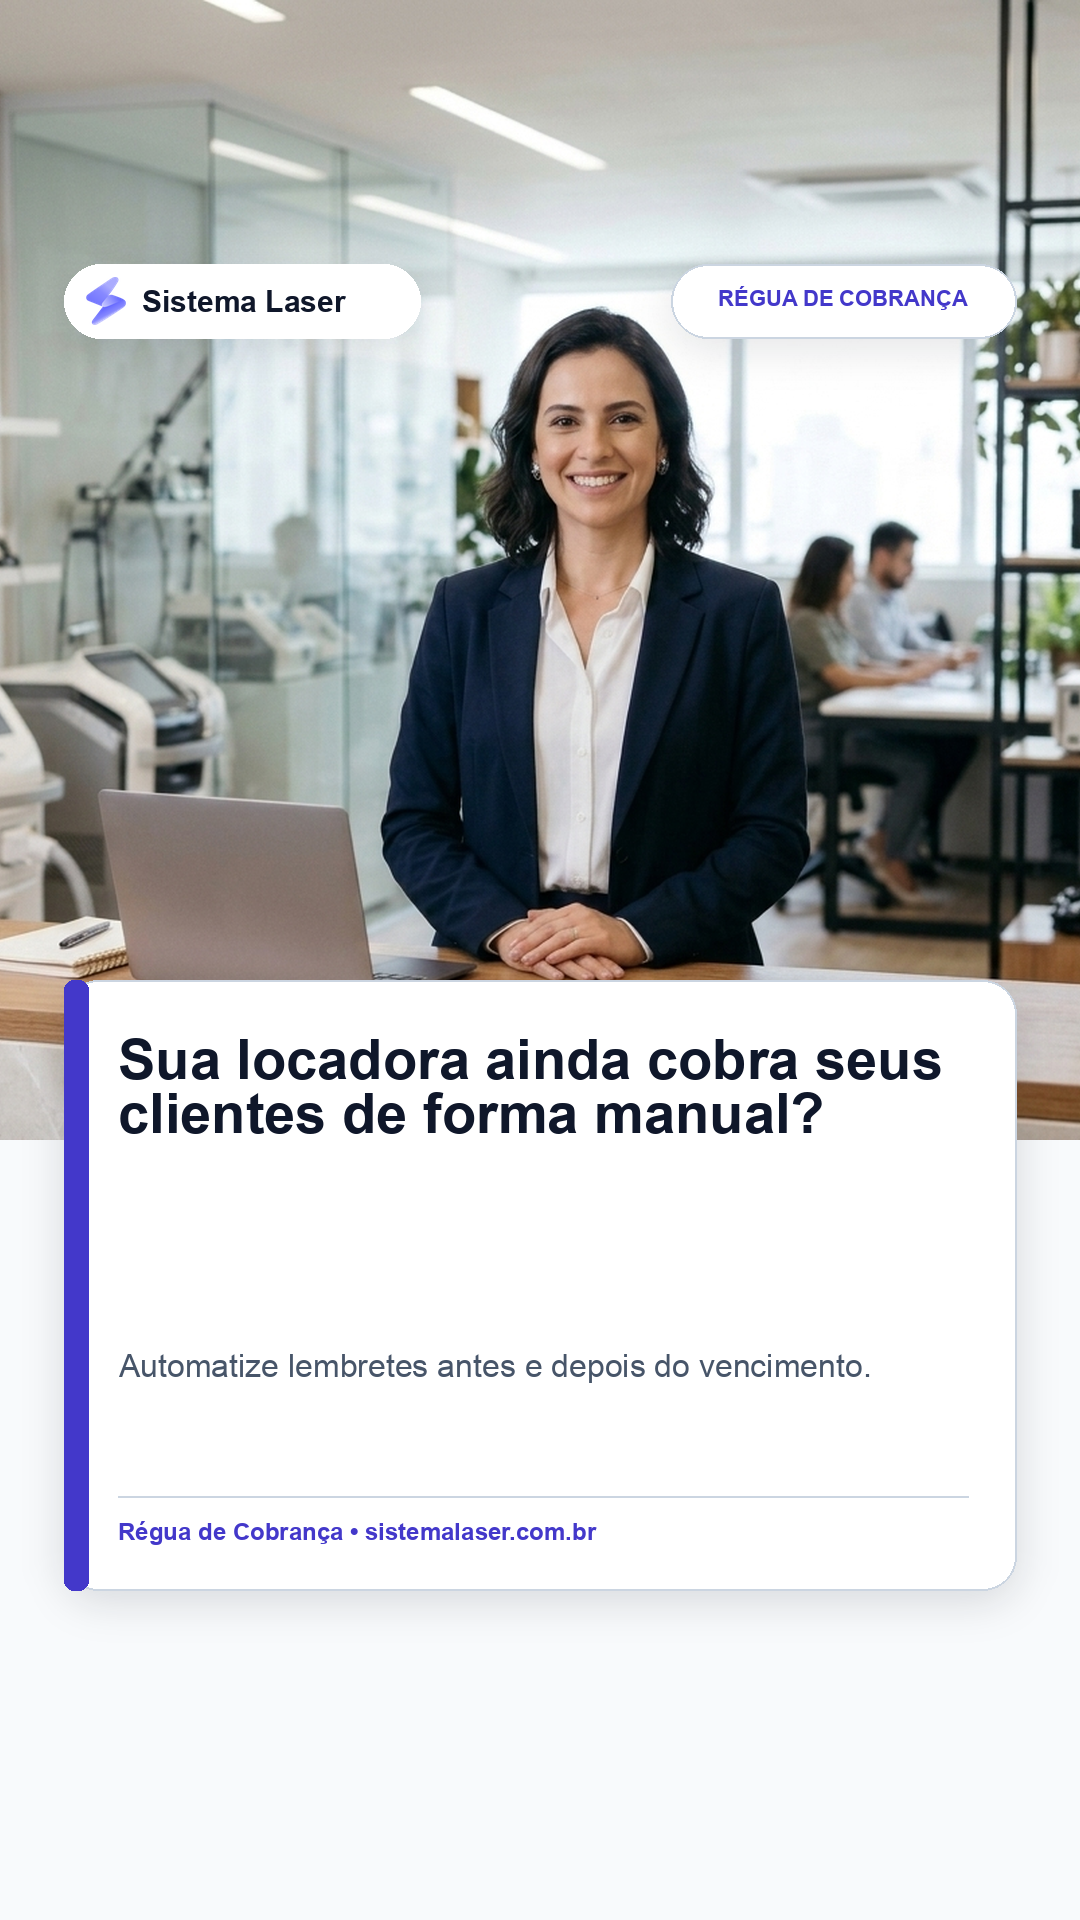 Sistema Laser
RÉGUA DE COBRANÇA
Sua locadora ainda cobra seus
clientes de forma manual?
Automatize lembretes antes e depois do vencimento.
Régua de Cobrança • sistemalaser.com.br